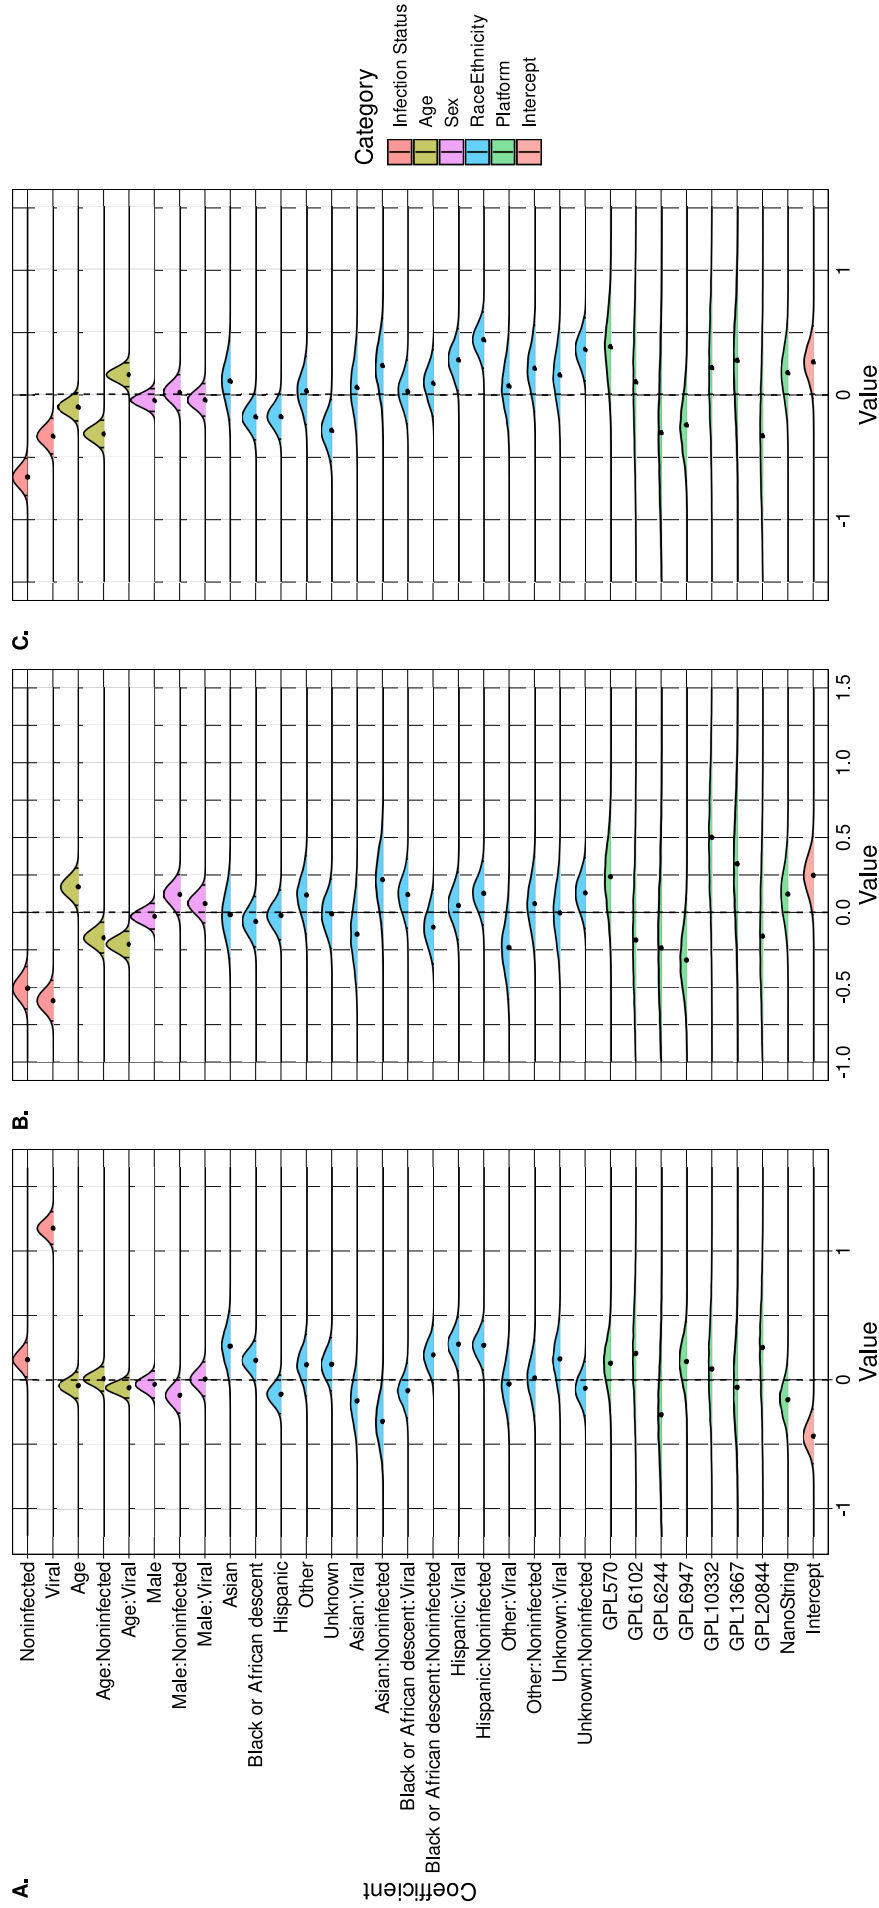 A.
B.
C.
Coefficient
Noninfected
Viral
Age
Age:Noninfected
Age:Viral
Male
Male:Noninfected
Male:Viral
Asian
Black or African descent
Hispanic
Other
Unknown
Asian:Viral
Asian:Noninfected
Black or African descent:Viral
Black or African descent:Noninfected
Hispanic:Viral
Hispanic:Noninfected
Other:Viral
Other:Noninfected
Unknown:Viral
Unknown:Noninfected
GPL570
GPL6102
GPL6244
GPL6947
GPL10332
GPL13667
GPL20844
NanoString
Intercept
-1 0 1
Value
-1.0 -0.5 0.0 0.5 1.0 1.5
Value
-1 0 1
Value
Category
Infection Status
Age
Sex
RaceEthnicity
Platform
Intercept